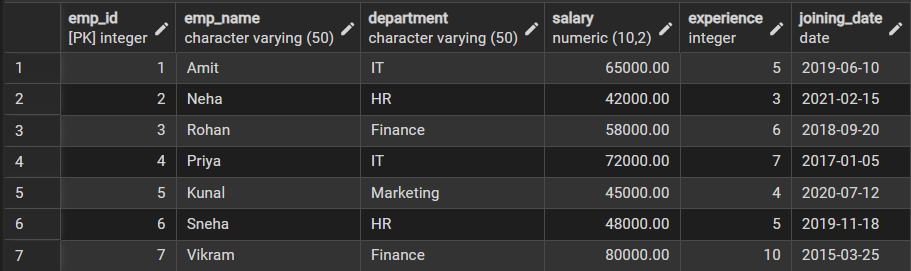 emp_id emp_name department salary experience joining_date
[PK] integer character varying (50) character varying (50) numeric (10,2) integer date
1 1 Amit IT 65000.00 5 2019-06-10
2 2 Neha HR 42000.00 3 2021-02-15
3 3 Rohan Finance 58000.00 6 2018-09-20
4 4 Priya IT 72000.00 7 2017-01-05
5 5 Kunal Marketing 45000.00 4 2020-07-12
6 6 Sneha HR 48000.00 5 2019-11-18
7 7 Vikram Finance 80000.00 10 2015-03-25